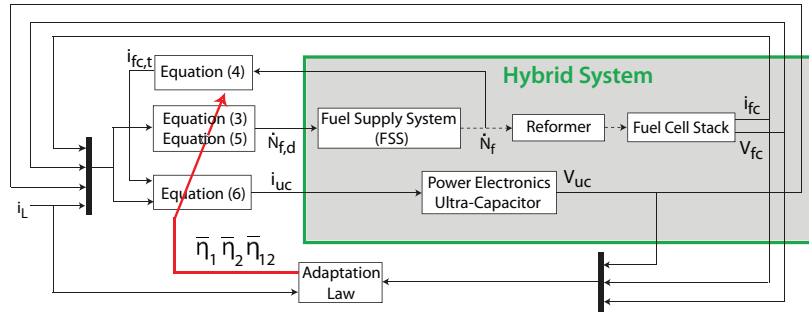 Hybrid System
i_fc,t
Equation (4)
Equation (3)
Equation (5)
Ṅ_f,d
Fuel Supply System
(FSS)
Ṅ_f
Reformer
Fuel Cell Stack
i_fc
V_fc
Equation (6)
i_uc
Power Electronics
Ultra-Capacitor
V_uc
i_L
η̅_1 η̅_2 η̅_12
Adaptation
Law